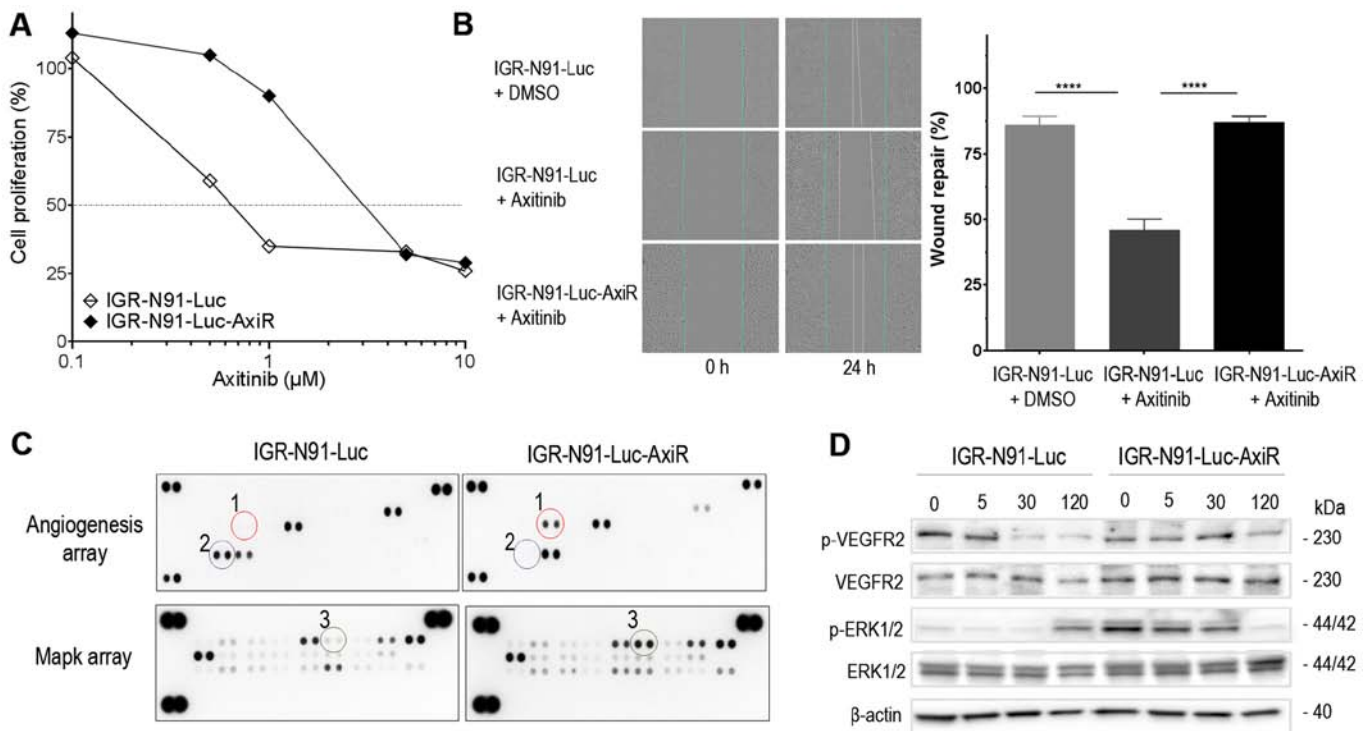 A
Cell proliferation (%)
100
75
50
25
0
0.1
1
10
Axitinib (µM)
IGR-N91-Luc
IGR-N91-Luc-AxiR
B
IGR-N91-Luc
+ DMSO
IGR-N91-Luc
+ Axitinib
IGR-N91-Luc-AxiR
+ Axitinib
0 h
24 h
Wound repair (%)
100
50
0
****
****
IGR-N91-Luc
+ DMSO
IGR-N91-Luc
+ Axitinib
IGR-N91-Luc-AxiR
+ Axitinib
C
IGR-N91-Luc
IGR-N91-Luc-AxiR
Angiogenesis
array
1
2
1
2
Mapk array
3
3
D
IGR-N91-Luc
IGR-N91-Luc-AxiR
0 5 30 120 0 5 30 120 kDa
p-VEGFR2 - 230
VEGFR2 - 230
p-ERK1/2 - 44/42
ERK1/2 - 44/42
β-actin - 40